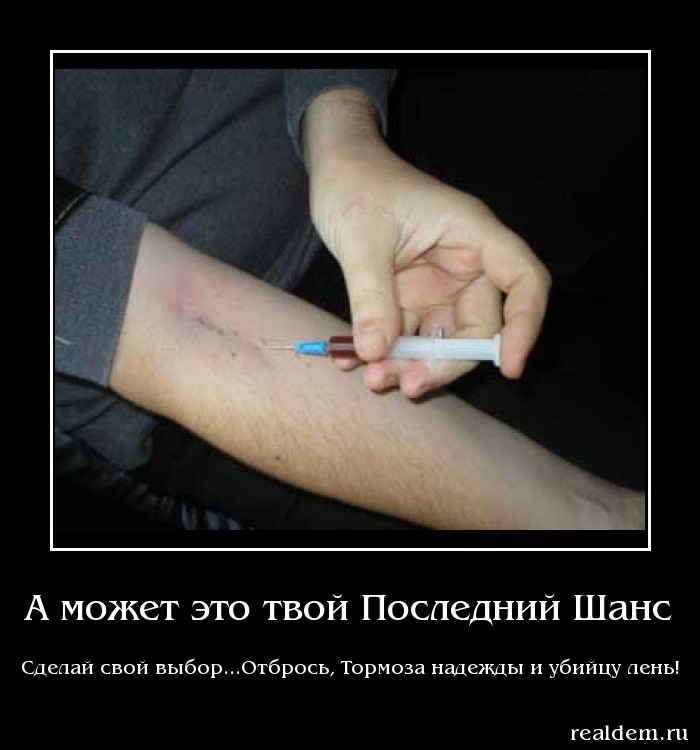 А может это твой Последний Шанс
Сделай свой выбор...Отбрось, Тормоза надежды и убийцу лень!
realdem.ru